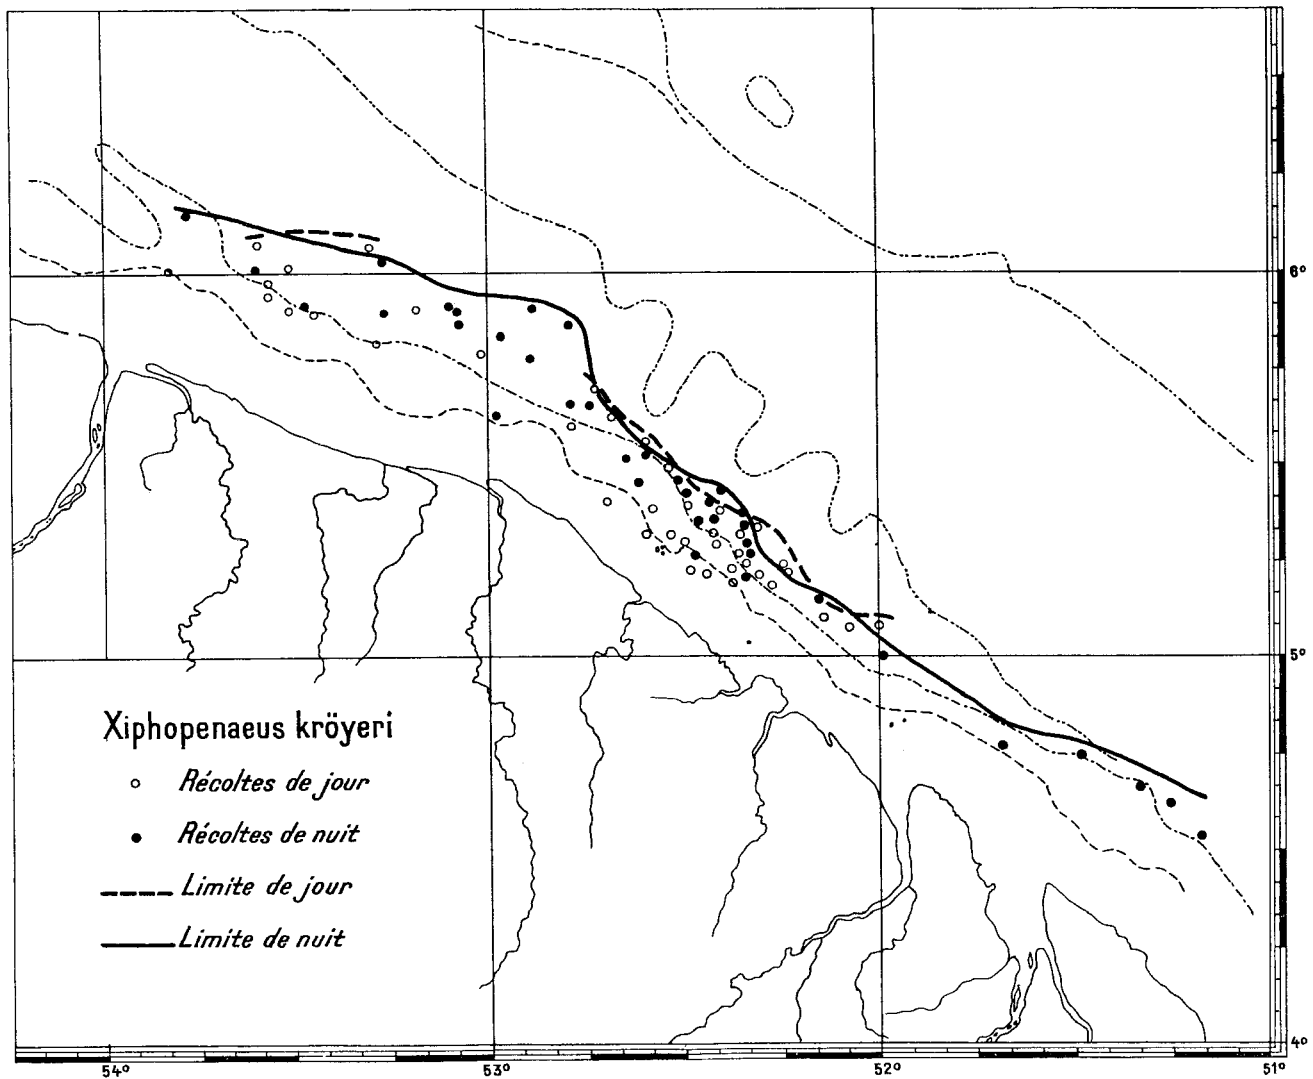 6°
Xiphopenaeus kröyeri
Récoltes de jour
Récoltes de nuit
5°
Limite de jour
Limite de nuit
4°
54°
53°
52°
51°